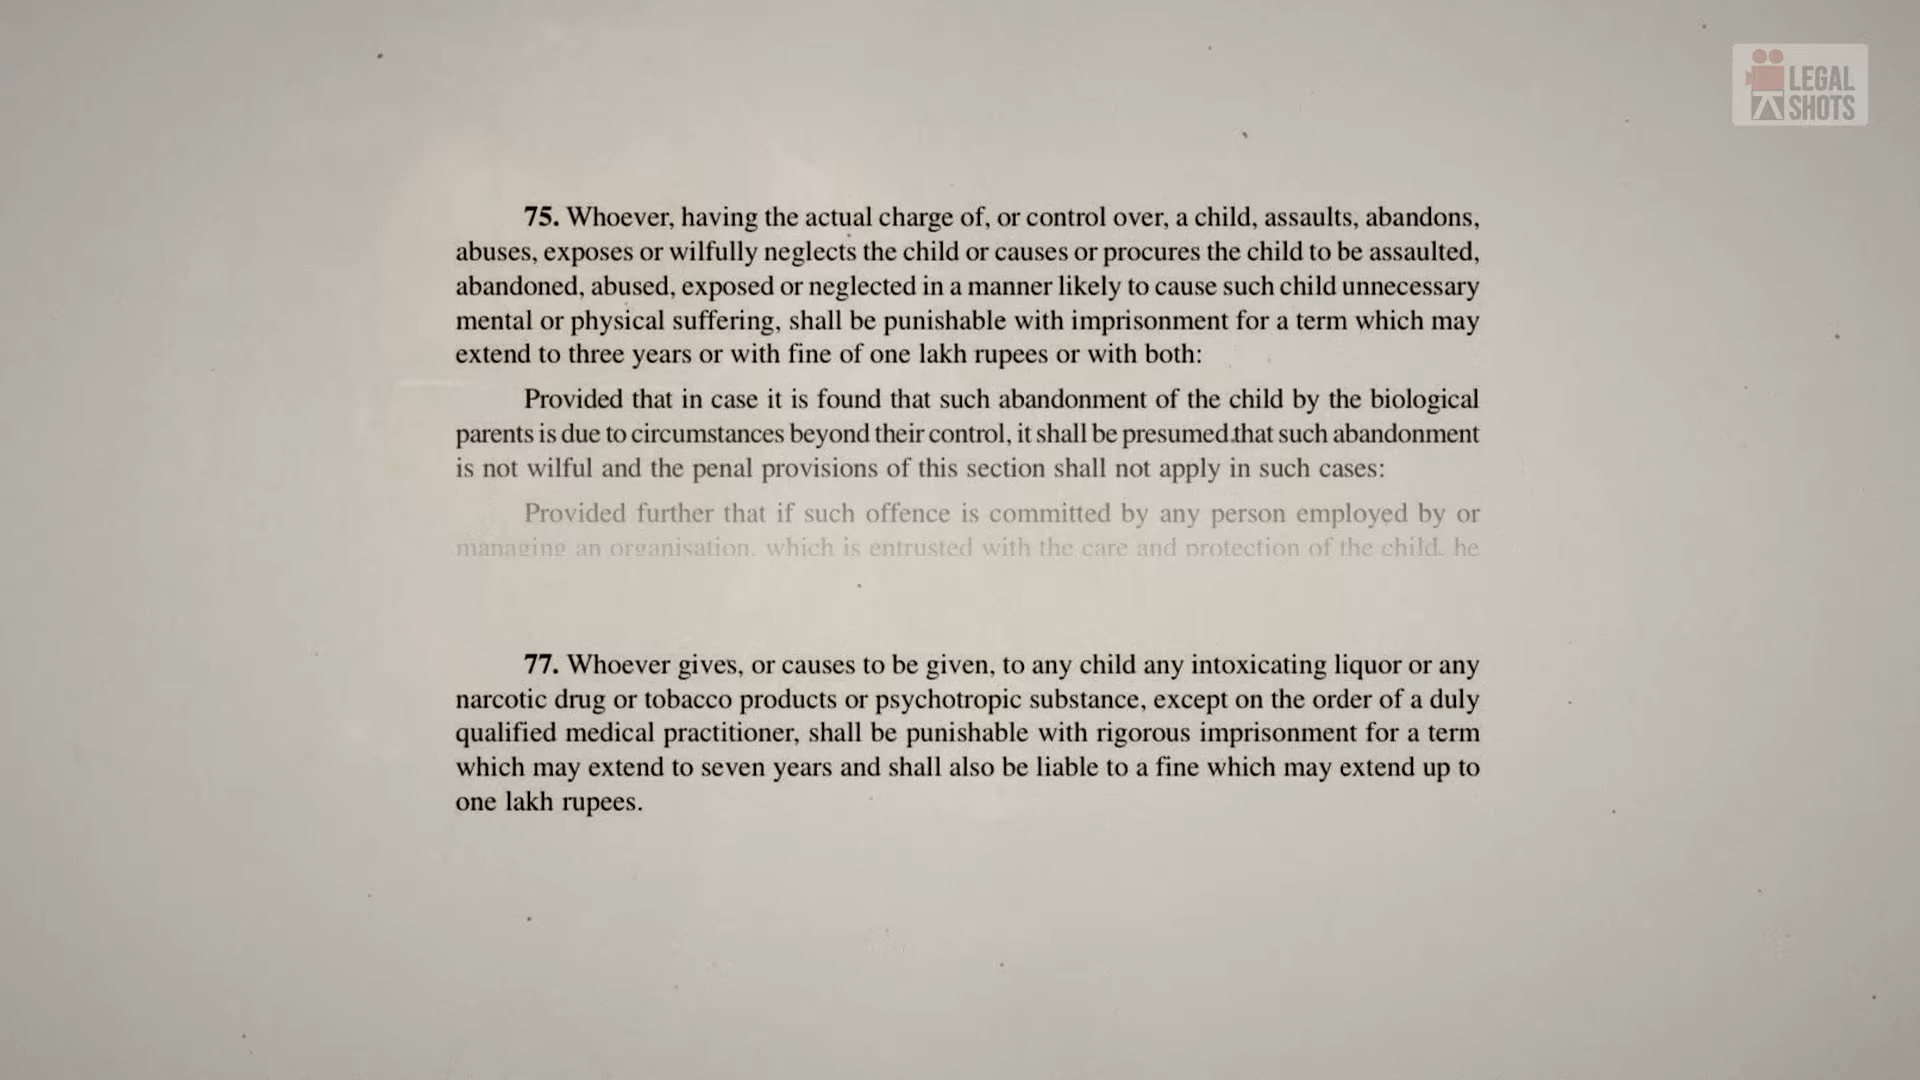 LEGAL
SHOTS
75. Whoever, having the actual charge of, or control over, a child, assaults, abandons,
abuses, exposes or wilfully neglects the child or causes or procures the child to be assaulted,
abandoned, abused, exposed or neglected in a manner likely to cause such child unnecessary
mental or physical suffering, shall be punishable with imprisonment for a term which may
extend to three years or with fine of one lakh rupees or with both:
Provided that in case it is found that such abandonment of the child by the biological
parents is due to circumstances beyond their control, it shall be presumed that such abandonment
is not wilful and the penal provisions of this section shall not apply in such cases:
Provided further that if such offence is committed by any person employed by or
managing an organisation, which is entrusted with the care and protection of the child, he
77. Whoever gives, or causes to be given, to any child any intoxicating liquor or any
narcotic drug or tobacco products or psychotropic substance, except on the order of a duly
qualified medical practitioner, shall be punishable with rigorous imprisonment for a term
which may extend to seven years and shall also be liable to a fine which may extend up to
one lakh rupees.